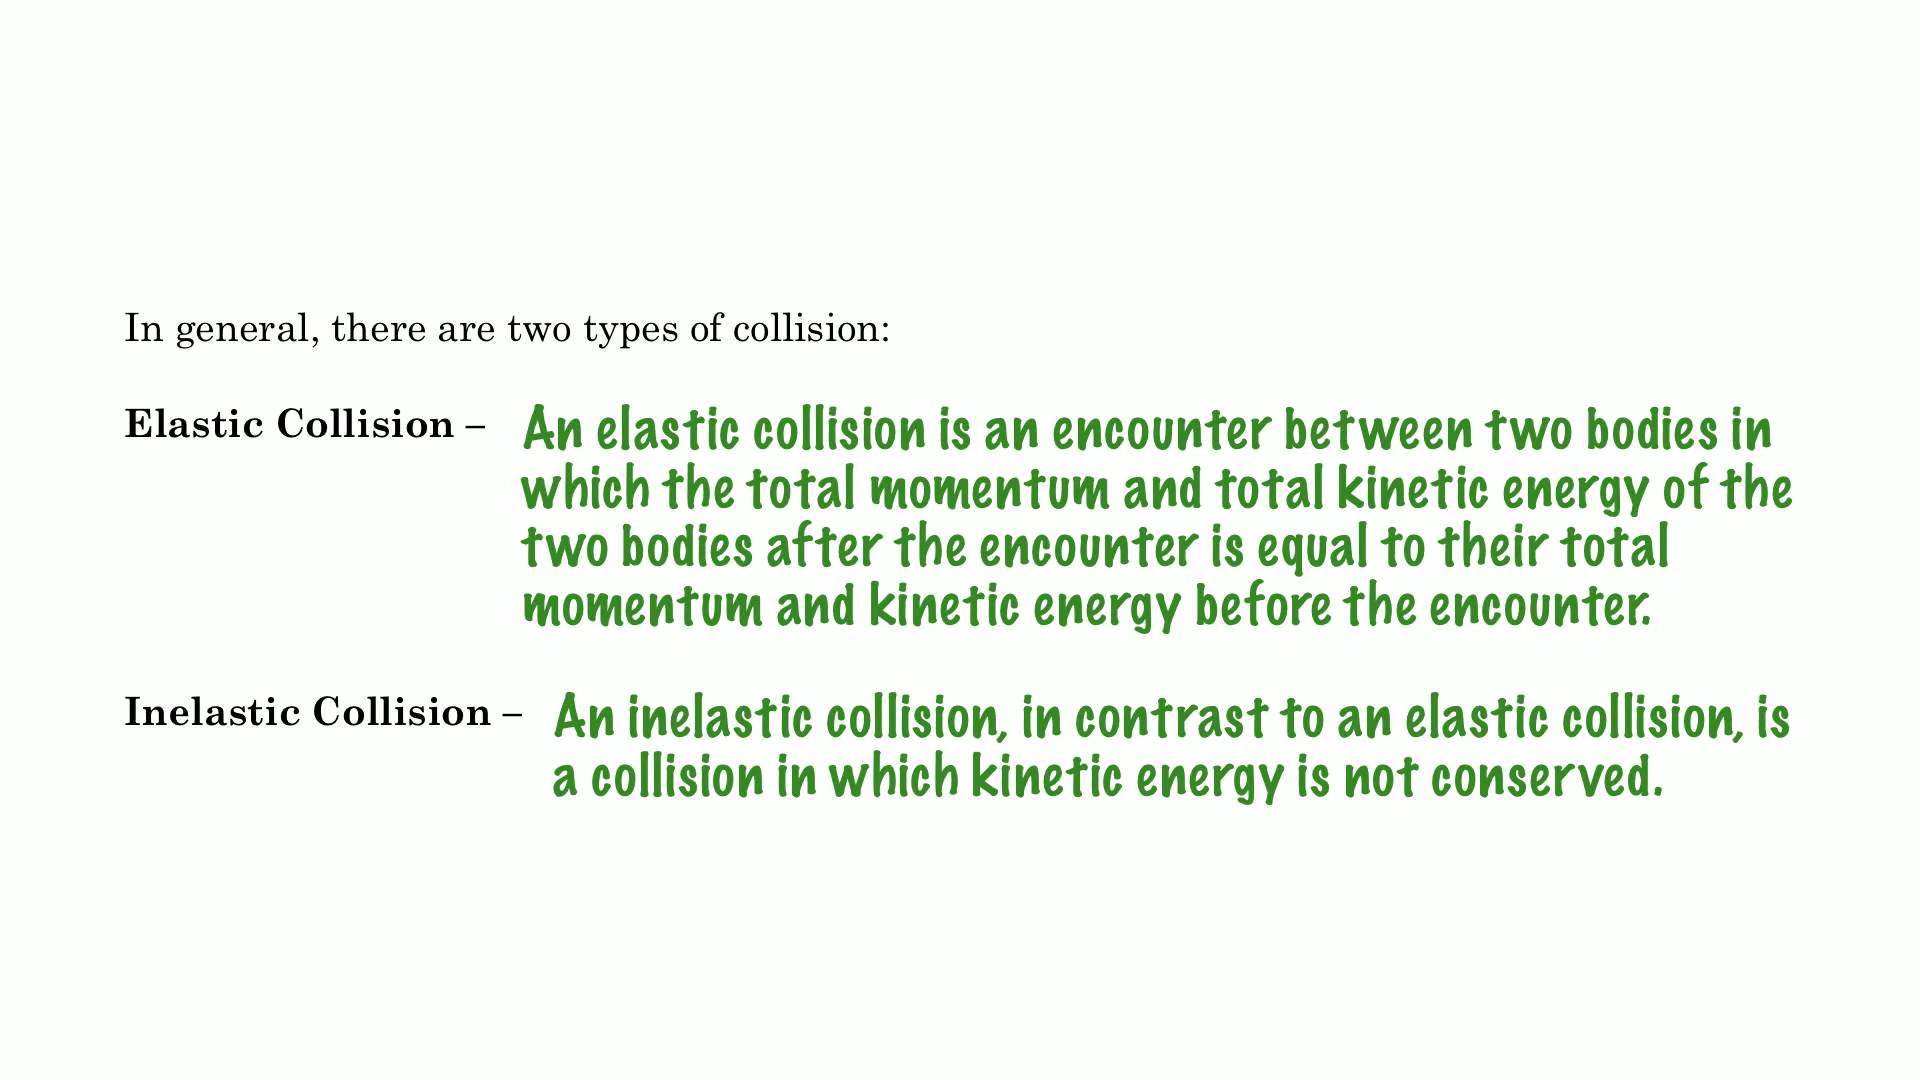 In general, there are two types of collision:
Elastic Collision – An elastic collision is an encounter between two bodies in
which the total momentum and total kinetic energy of the
two bodies after the encounter is equal to their total
momentum and kinetic energy before the encounter.
Inelastic Collision – An inelastic collision, in contrast to an elastic collision, is
a collision in which kinetic energy is not conserved.